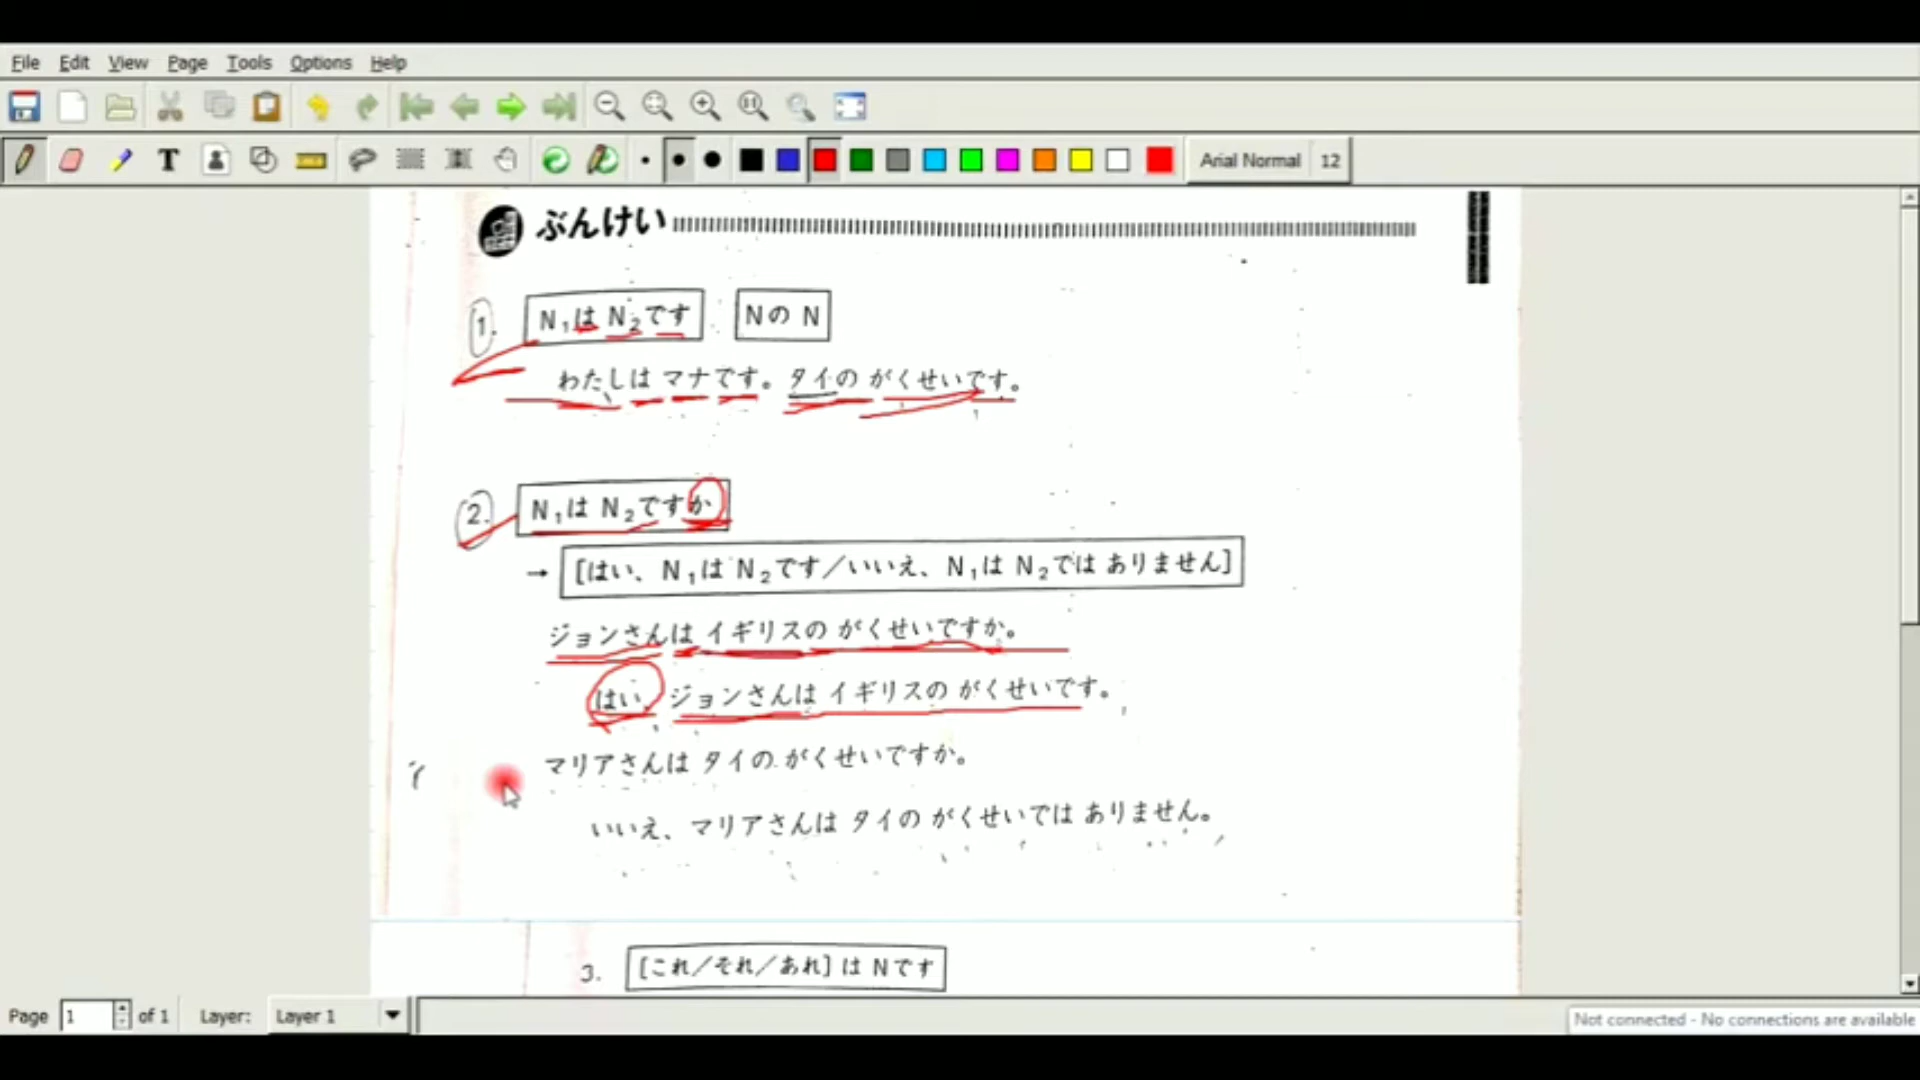 File Edit View Page Tools Options Help
T Arial Normal 12
ぶんけい
1. N₁は N₂です NのN
わたしは マナです。タイの がくせいです。
2. N₁は N₂ですか
→ [はい、N₁は N₂です／いいえ、N₁は N₂では ありません]
ジョンさんは イギリスの がくせいですか。
はい、ジョンさんは イギリスの がくせいです。
マリアさんは タイの がくせいですか。
いいえ、マリアさんは タイの がくせいでは ありません。
3. [これ／それ／あれ] は Nです
Page 1 of 1 Layer: Layer 1 Not connected - No connections are available